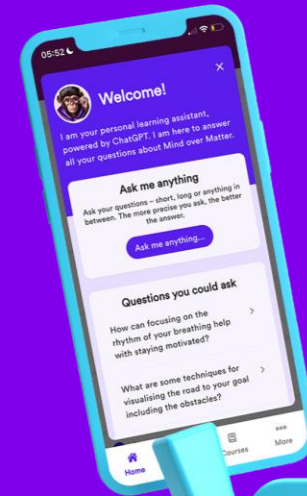 05:52
Welcome!
I am your personal learning assistant,
powered by ChatGPT. I am here to answer
all your questions about Mind over Matter.
Ask me anything
Ask your questions – short, long or anything in
between. The more precise you ask, the better
the answer.
Ask me anything...
Questions you could ask
How can focusing on the
rhythm of your breathing help
with staying motivated?
What are some techniques for
visualising the road to your goal
including the obstacles?
Home
Courses
More